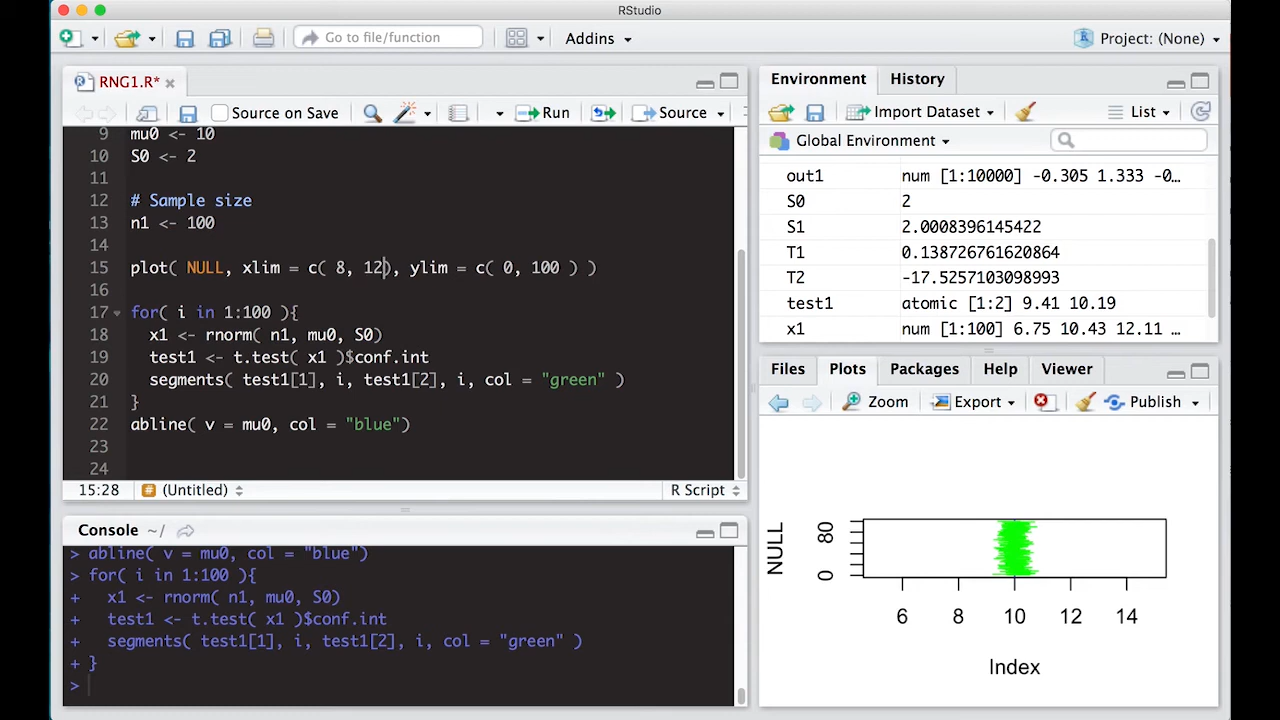 RStudio
Go to file/function
Addins
Project: (None)
RNG1.R*
Source on Save
Run
Source
9 mu0 <- 10
10 S0 <- 2
11
12 # Sample size
13 n1 <- 100
14
15 plot( NULL, xlim = c( 8, 12), ylim = c( 0, 100 ) )
16
17 for( i in 1:100 ){
18 x1 <- rnorm( n1, mu0, S0)
19 test1 <- t.test( x1 )$conf.int
20 segments( test1[1], i, test1[2], i, col = "green" )
21 }
22 abline( v = mu0, col = "blue")
23
24
15:28 (Untitled) R Script
Console ~/
> abline( v = mu0, col = "blue")
> for( i in 1:100 ){
+ x1 <- rnorm( n1, mu0, S0)
+ test1 <- t.test( x1 )$conf.int
+ segments( test1[1], i, test1[2], i, col = "green" )
+ }
>
Environment History
Import Dataset List
Global Environment
out1 num [1:10000] -0.305 1.333 -0…
S0 2
S1 2.0008396145422
T1 0.138726761620864
T2 -17.5257103098993
test1 atomic [1:2] 9.41 10.19
x1 num [1:100] 6.75 10.43 12.11 …
Files Plots Packages Help Viewer
Zoom Export Publish
NULL
80
0
6 8 10 12 14
Index